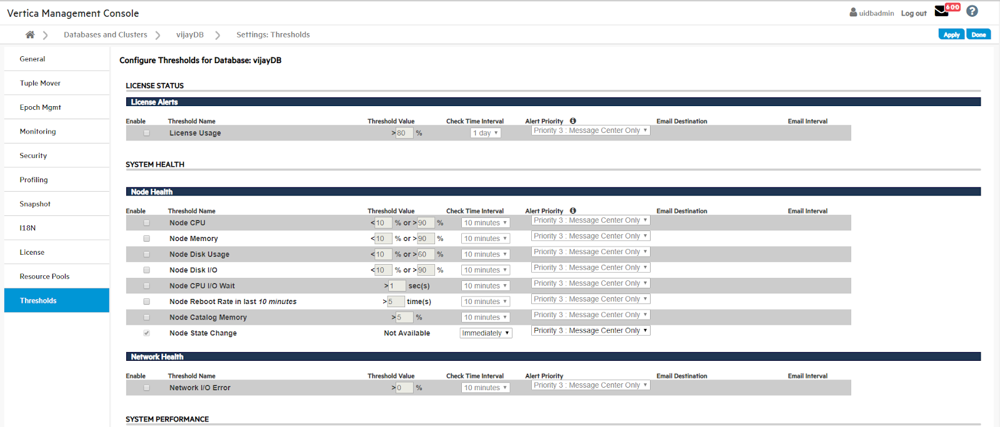 Vertica Management Console
uidbadmin Log out 6 (H)
Databases and Clusters vijayDB Settings: Thresholds
Apply Done
General
Tuple Mover
Epoch Mgmt
Monitoring
Security
Profiling
Snapshot
I18N
License
Resource Pools
Thresholds
Configure Thresholds for Database: vijayDB
LICENSE STATUS
License Alerts
Enable Threshold Name Threshold Value Check Time Interval Alert Priority Email Destination Email Interval
License Usage >80 % 1 day Priority 3 : Message Center Only
SYSTEM HEALTH
Node Health
Enable Threshold Name Threshold Value Check Time Interval Alert Priority Email Destination Email Interval
Node CPU <10 % or >90 % 10 minutes Priority 3 : Message Center Only
Node Memory <10 % or >90 % 10 minutes Priority 3 : Message Center Only
Node Disk Usage <10 % or >60 % 10 minutes Priority 3 : Message Center Only
Node Disk I/O <10 % or >90 % 10 minutes Priority 3 : Message Center Only
Node CPU I/O Wait >1 sec(s) 10 minutes Priority 3 : Message Center Only
Node Reboot Rate in last 10 minutes >5 time(s) 10 minutes Priority 3 : Message Center Only
Node Catalog Memory >5 % 10 minutes Priority 3 : Message Center Only
Node State Change Not Available Immediately Priority 3 : Message Center Only
Network Health
Enable Threshold Name Threshold Value Check Time Interval Alert Priority Email Destination Email Interval
Network I/O Error >0 % 10 minutes Priority 3 : Message Center Only
SYSTEM PERFORMANCE